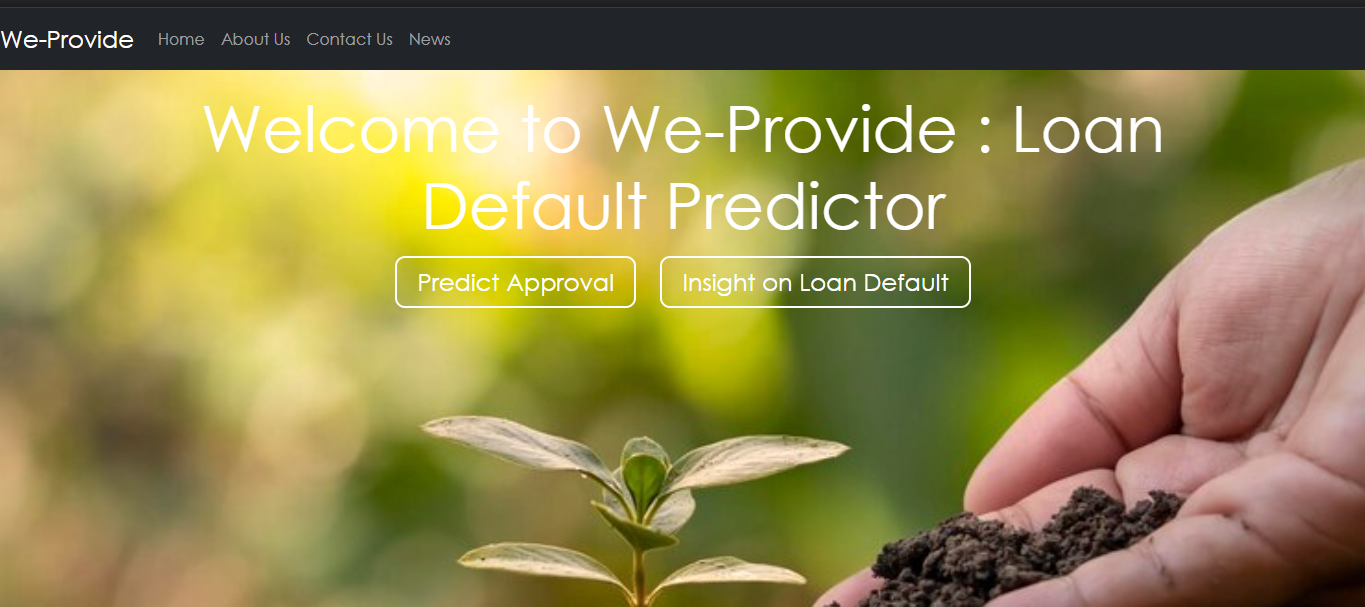 We-Provide Home About Us Contact Us News
Welcome to We-Provide : Loan
Default Predictor
Predict Approval Insight on Loan Default